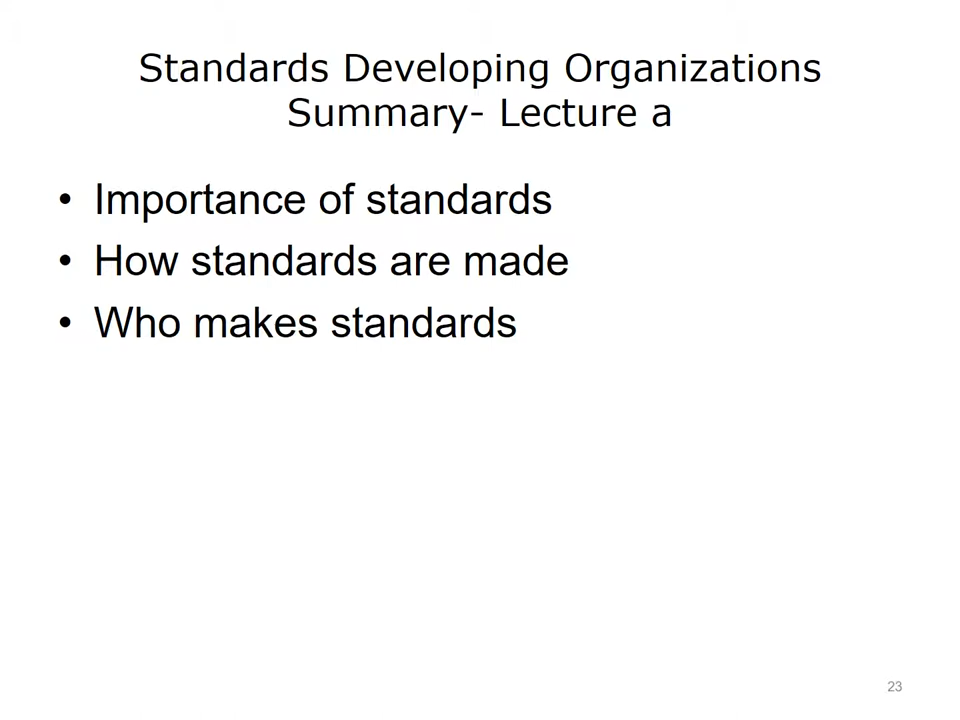 Standards Developing Organizations
Summary- Lecture a
• Importance of standards
• How standards are made
• Who makes standards
23